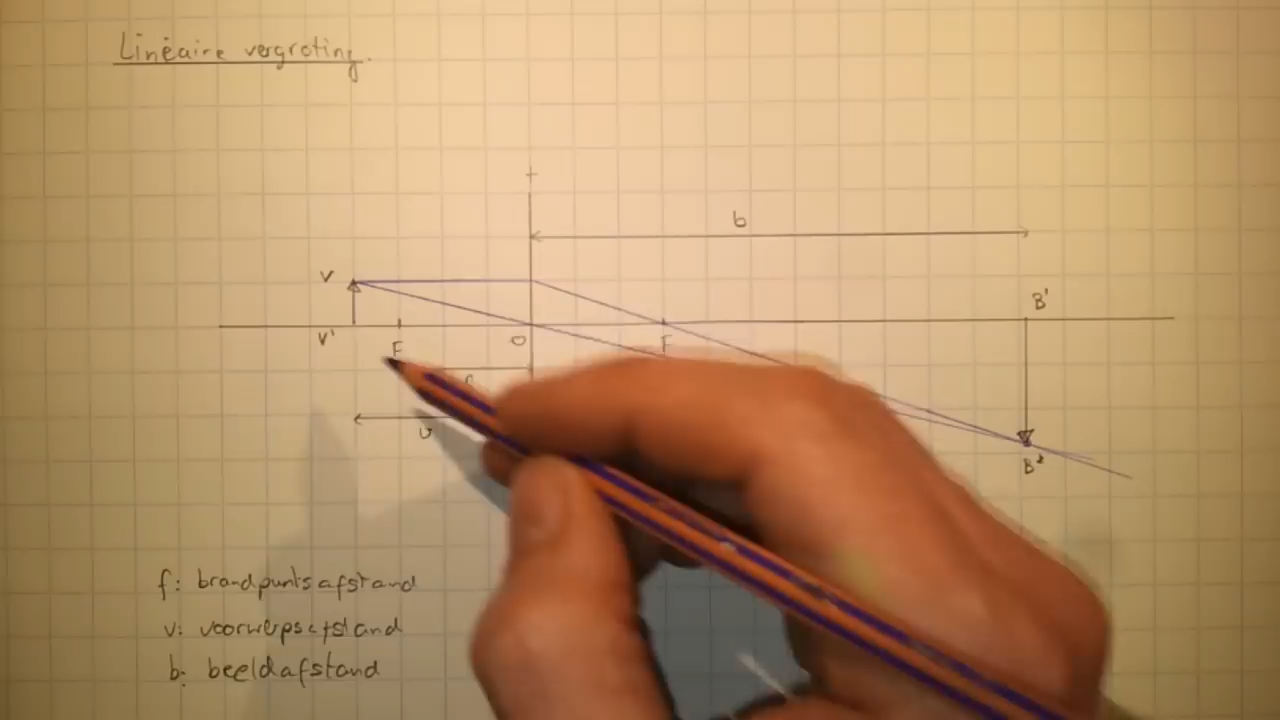 Lineaire vergroting.
+
b
V
B'
V'
O
F
F
v
B
f: brandpuntsafstand
v: voorwerpsafstand
b: beeldafstand